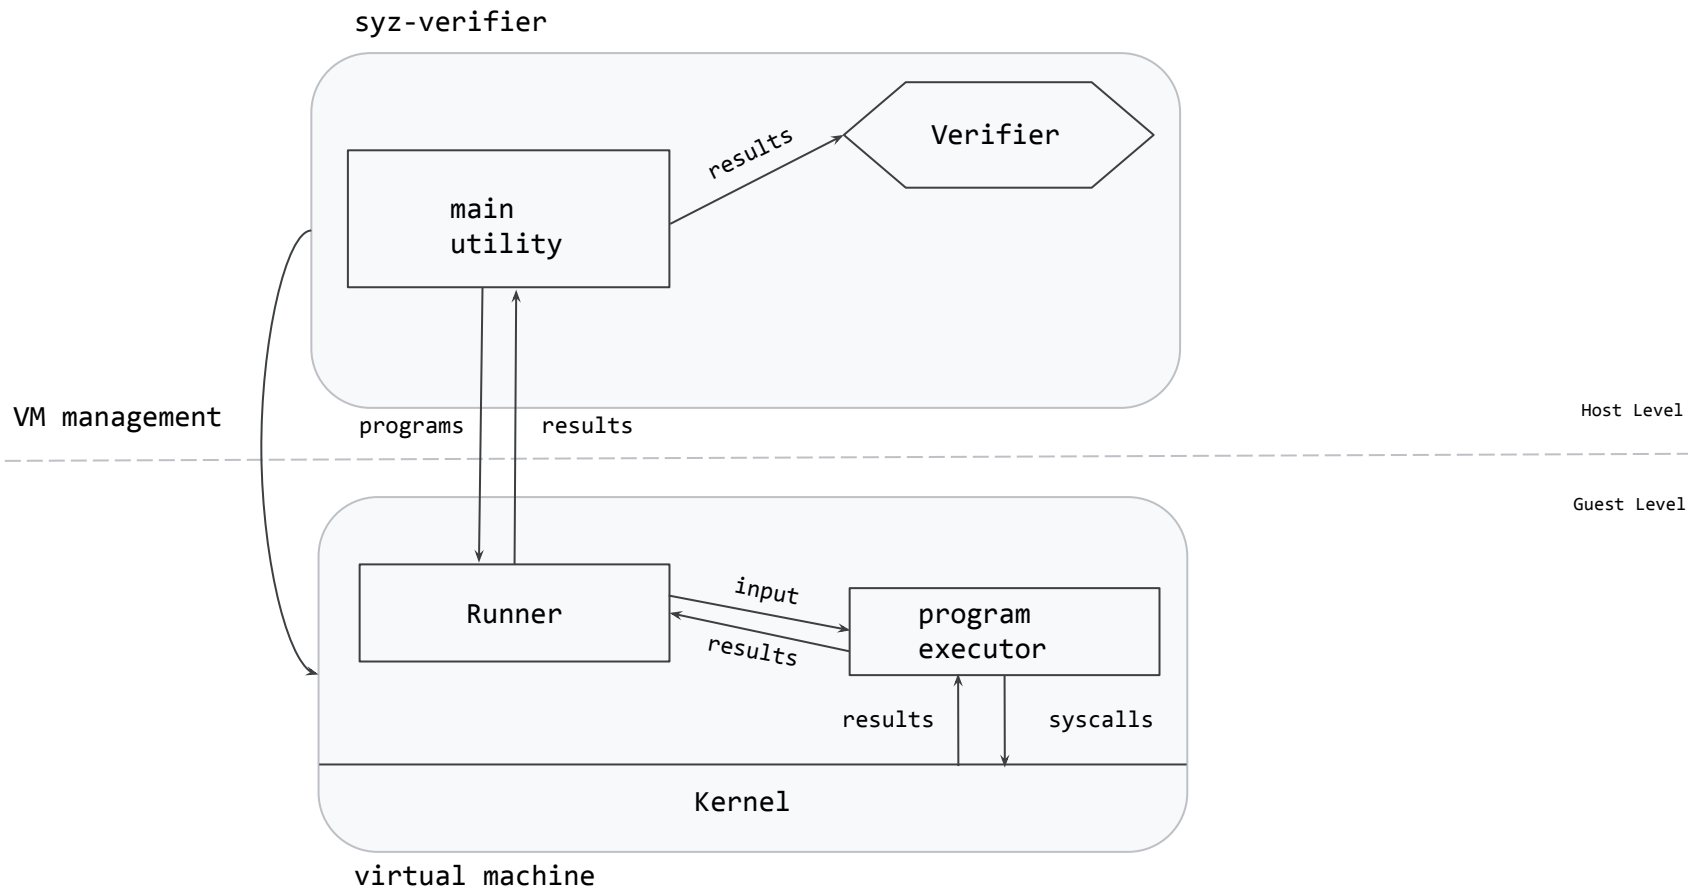 syz-verifier
Verifier
results
main
utility
VM management
programs
results
Host Level
Guest Level
Runner
input
results
program
executor
results
syscalls
Kernel
virtual machine